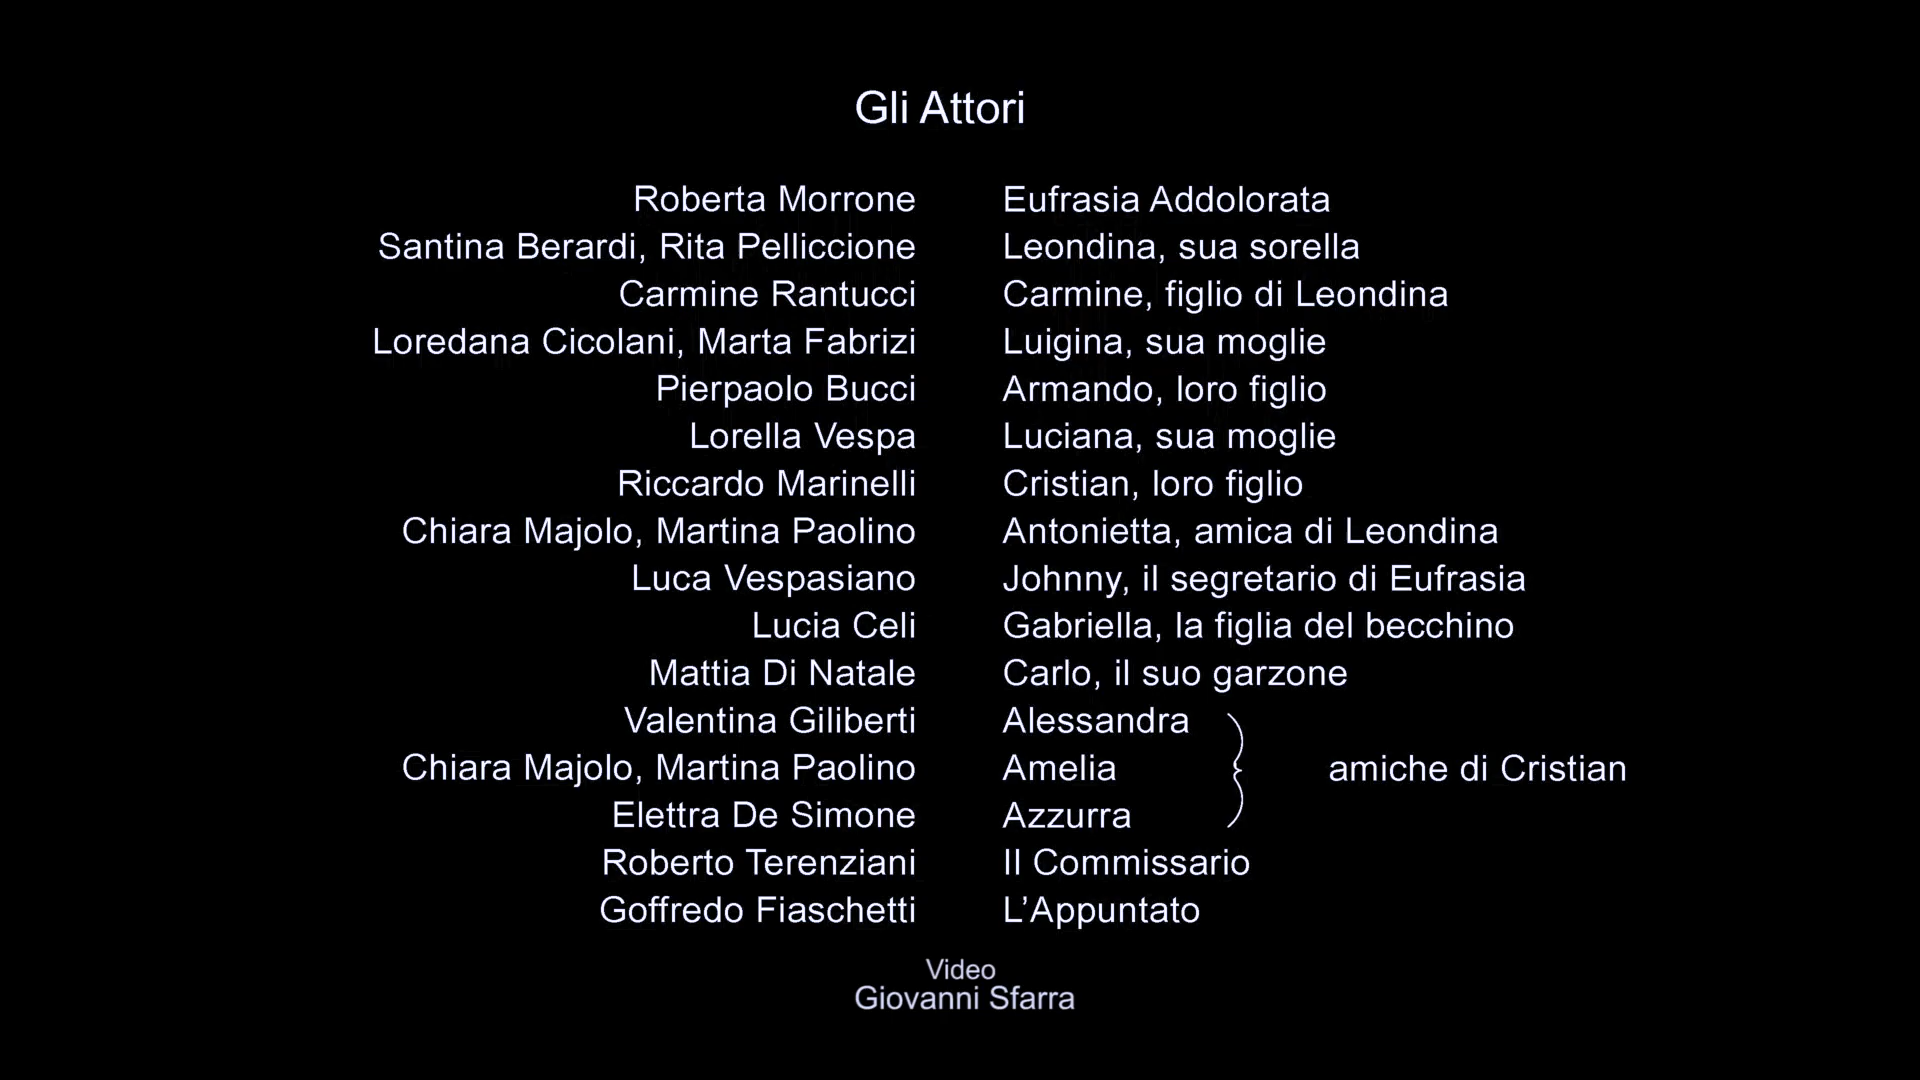 Gli Attori
Roberta Morrone Eufrasia Addolorata
Santina Berardi, Rita Pelliccione Leondina, sua sorella
Carmine Rantucci Carmine, figlio di Leondina
Loredana Cicolani, Marta Fabrizi Luigina, sua moglie
Pierpaolo Bucci Armando, loro figlio
Lorella Vespa Luciana, sua moglie
Riccardo Marinelli Cristian, loro figlio
Chiara Majolo, Martina Paolino Antonietta, amica di Leondina
Luca Vespasiano Johnny, il segretario di Eufrasia
Lucia Celi Gabriella, la figlia del becchino
Mattia Di Natale Carlo, il suo garzone
Valentina Giliberti Alessandra
Chiara Majolo, Martina Paolino Amelia amiche di Cristian
Elettra De Simone Azzurra
Roberto Terenziani Il Commissario
Goffredo Fiaschetti L’Appuntato
Video
Giovanni Sfarra